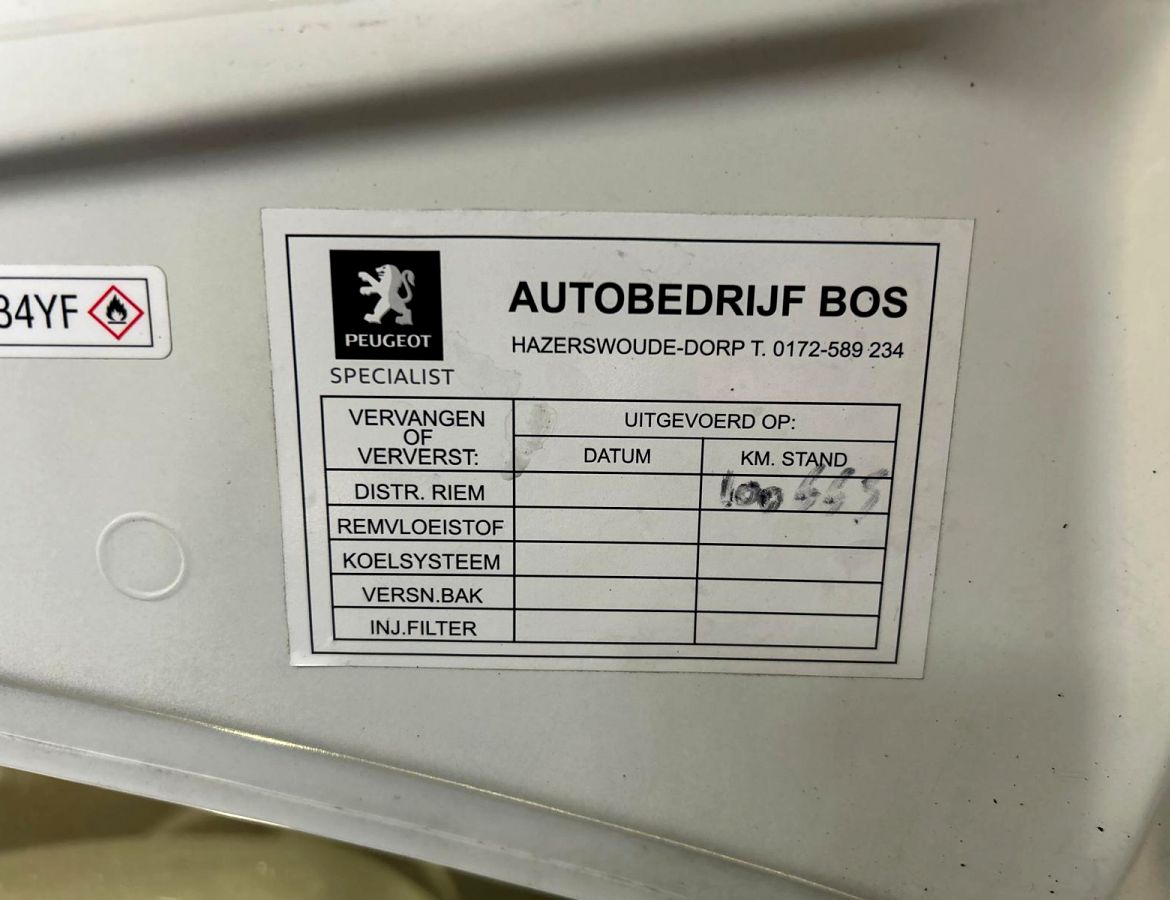 34YF
PEUGEOT
SPECIALIST
AUTOBEDRIJF BOS
HAZERSWOUDE-DORP T. 0172-589 234
VERVANGEN
OF
VERVERST:
UITGEVOERD OP:
DATUM
KM. STAND
DISTR. RIEM
REMVLOEISTOF
KOELSYSTEEM
VERSN.BAK
INJ.FILTER